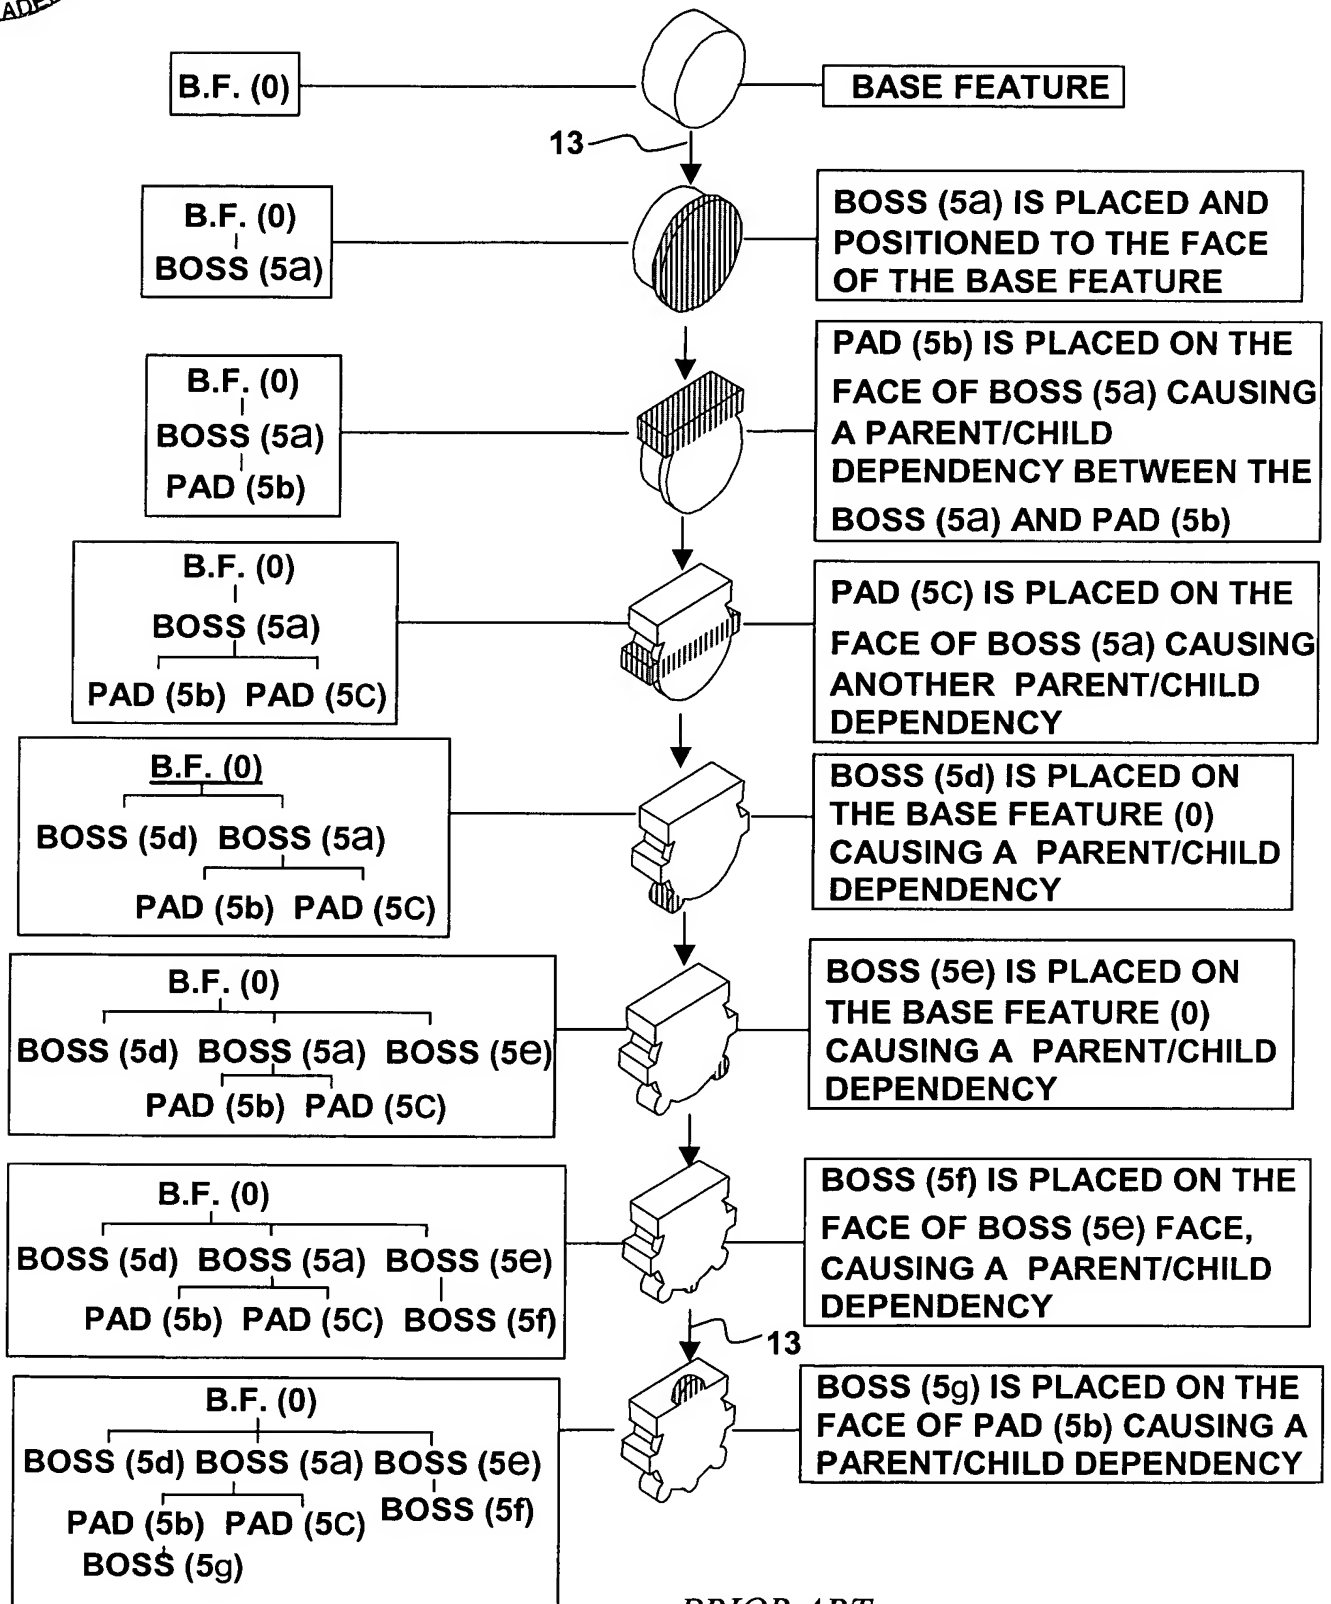 B.F. (0)
BASE FEATURE
13
B.F. (0)
BOSS (5a)
BOSS (5a) IS PLACED AND
POSITIONED TO THE FACE
OF THE BASE FEATURE
B.F. (0)
BOSS (5a)
PAD (5b)
PAD (5b) IS PLACED ON THE
FACE OF BOSS (5a) CAUSING
A PARENT/CHILD
DEPENDENCY BETWEEN THE
BOSS (5a) AND PAD (5b)
B.F. (0)
BOSS (5a)
PAD (5b) PAD (5C)
PAD (5C) IS PLACED ON THE
FACE OF BOSS (5a) CAUSING
ANOTHER PARENT/CHILD
DEPENDENCY
B.F. (0)
BOSS (5d) BOSS (5a)
PAD (5b) PAD (5C)
BOSS (5d) IS PLACED ON
THE BASE FEATURE (0)
CAUSING A PARENT/CHILD
DEPENDENCY
B.F. (0)
BOSS (5d) BOSS (5a) BOSS (5e)
PAD (5b) PAD (5C)
BOSS (5e) IS PLACED ON
THE BASE FEATURE (0)
CAUSING A PARENT/CHILD
DEPENDENCY
B.F. (0)
BOSS (5d) BOSS (5a) BOSS (5e)
PAD (5b) PAD (5C) BOSS (5f)
BOSS (5f) IS PLACED ON THE
FACE OF BOSS (5e) FACE,
CAUSING A PARENT/CHILD
DEPENDENCY
13
B.F. (0)
BOSS (5d) BOSS (5a) BOSS (5e)
PAD (5b) PAD (5C) BOSS (5f)
BOSS (5g)
BOSS (5g) IS PLACED ON THE
FACE OF PAD (5b) CAUSING A
PARENT/CHILD DEPENDENCY
PRIOR ART